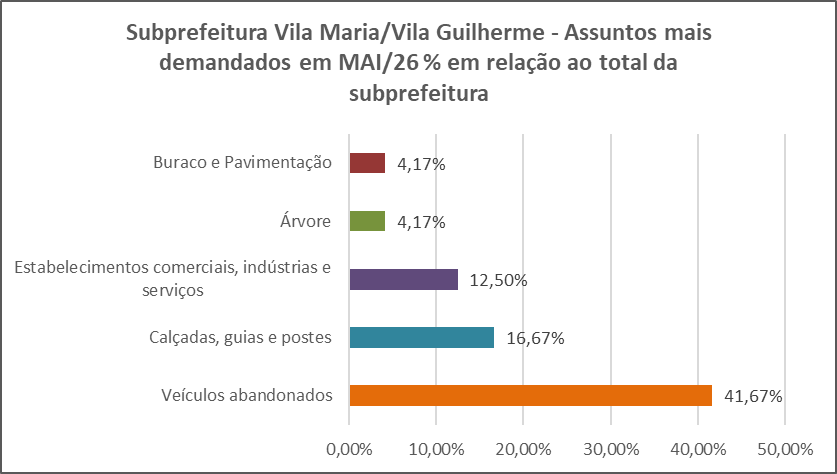 Subprefeitura Vila Maria/Vila Guilherme - Assuntos mais
demandados em MAI/26 % em relação ao total da
subprefeitura
Buraco e Pavimentação
4,17%
Árvore
4,17%
Estabelecimentos comerciais, indústrias e
serviços
12,50%
Calçadas, guias e postes
16,67%
Veículos abandonados
41,67%
0,00% 10,00% 20,00% 30,00% 40,00% 50,00%